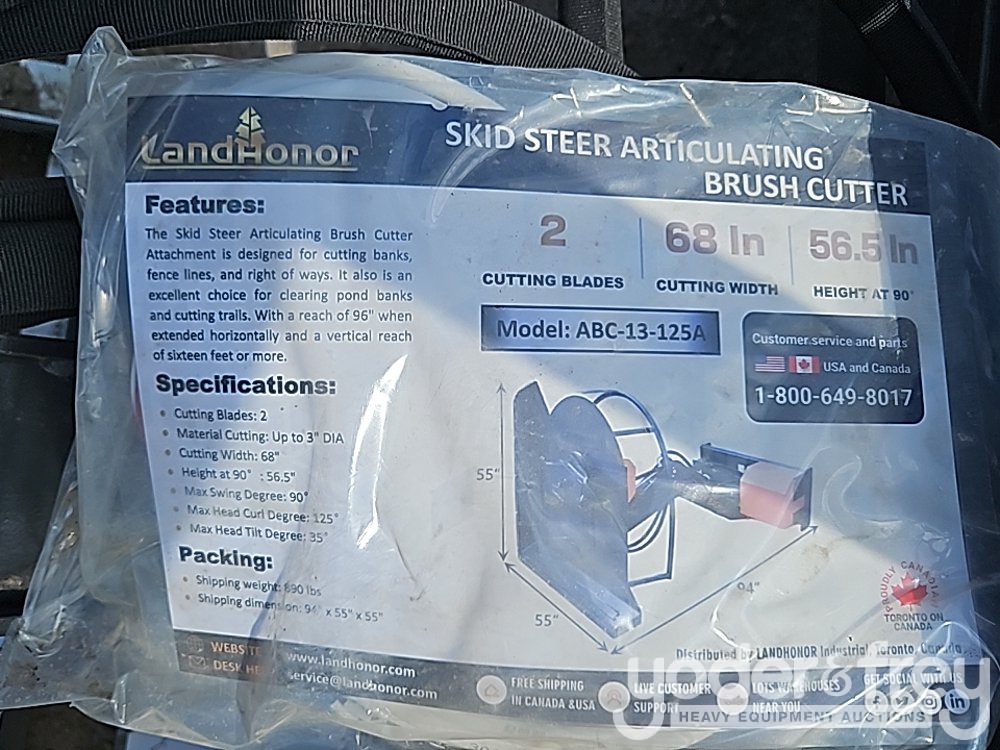 LandHonor
SKID STEER ARTICULATING
BRUSH CUTTER
Features:
The Skid Steer Articulating Brush Cutter
Attachment is designed for cutting banks,
fence lines, and right of ways. It also is an
excellent choice for clearing pond banks
and cutting trails. With a reach of 96" when
extended horizontally and a vertical reach
of sixteen feet or more.
Specifications:
• Cutting Blades: 2
• Material Cutting: Up to 3" DIA
• Cutting Width: 68"
• Height at 90° : 56.5"
• Max Swing Degree: 90°
• Max Head Curl Degree: 125°
• Max Head Tilt Degree: 35°
Packing:
• Shipping weight: 890 lbs
• Shipping dimension: 94" x 55" x 55"
2
CUTTING BLADES
68 In
CUTTING WIDTH
56.5 In
HEIGHT AT 90°
Model: ABC-13-125A
Customer service and parts
USA and Canada
1-800-649-8017
55"
55"
94"
PROUDLY CANADIAN
TORONTO ON
CANADA
Distributed by LANDHONOR Industrial, Toronto, Canada
WEBSITE
www.landhonor.com
DESK HE
service@landhonor.com
FREE SHIPPING
IN CANADA & USA
LIVE CUSTOMER
SUPPORT
LOTS WAREHOUSES
NEAR YOU
GET SOCIAL WITH US
yoder & frey
HEAVY EQUIPMENT AUCTIONS